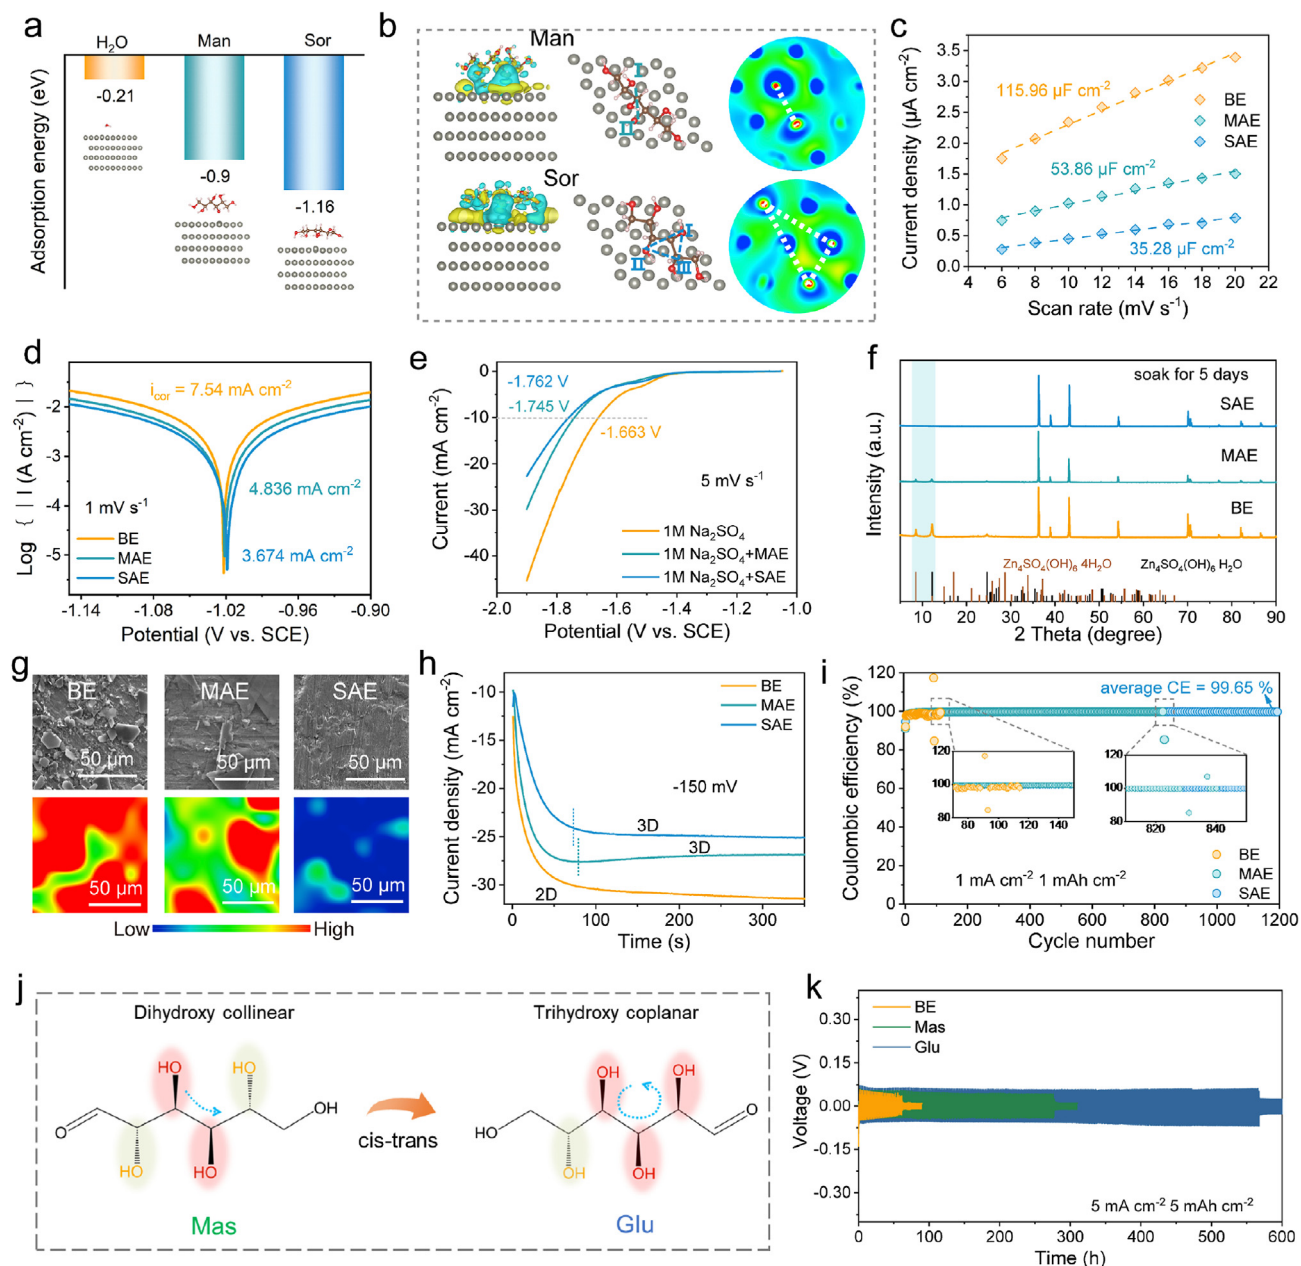 a
H₂O
Man
Sor
Adsorption energy (eV)
-0.21
-0.9
-1.16
b
Man
I
II
Sor
I
II
III
c
Current density (µA cm⁻²)
3.5
3.0
2.5
2.0
1.5
1.0
0.5
0.0
115.96 µF cm⁻²
53.86 µF cm⁻²
35.28 µF cm⁻²
BE
MAE
SAE
6 8 10 12 14 16 18 20 22
Scan rate (mV s⁻¹)
d
Log { | I | (A cm⁻²) | }
-2
-3
-4
-5
i_cor = 7.54 mA cm⁻²
4.836 mA cm⁻²
3.674 mA cm⁻²
1 mV s⁻¹
BE
MAE
SAE
-1.14 -1.08 -1.02 -0.96 -0.90
Potential (V vs. SCE)
e
Current (mA cm⁻²)
0
-10
-20
-30
-40
-1.762 V
-1.745 V
-1.663 V
5 mV s⁻¹
1M Na₂SO₄
1M Na₂SO₄+MAE
1M Na₂SO₄+SAE
-2.0 -1.8 -1.6 -1.4 -1.2 -1.0
Potential (V vs. SCE)
f
Intensity (a.u.)
soak for 5 days
SAE
MAE
BE
Zn₄SO₄(OH)₆ 4H₂O
Zn₄SO₄(OH)₆ H₂O
10 20 30 40 50 60 70 80 90
2 Theta (degree)
g
BE
MAE
SAE
50 µm
50 µm
50 µm
50 µm
50 µm
50 µm
Low
High
h
Current density (mA cm⁻²)
-10
-15
-20
-25
-30
BE
MAE
SAE
-150 mV
3D
3D
2D
0 100 200 300
Time (s)
i
Coulombic efficiency (%)
120
100
80
60
40
20
0
average CE = 99.65 %
120
100
80
80 100 120 150
120
100
80
820 840
1 mA cm⁻² 1 mAh cm⁻²
BE
MAE
SAE
0 200 400 600 800 1000 1200
Cycle number
j
Dihydroxy collinear
Trihydroxy coplanar
HO
HO
OH
O
HO
HO
Mas
cis-trans
OH
OH
HO
O
OH
OH
Glu
k
Voltage (V)
0.30
0.15
0.00
-0.15
-0.30
BE
Mas
Glu
5 mA cm⁻² 5 mAh cm⁻²
0 100 200 300 400 500 600
Time (h)